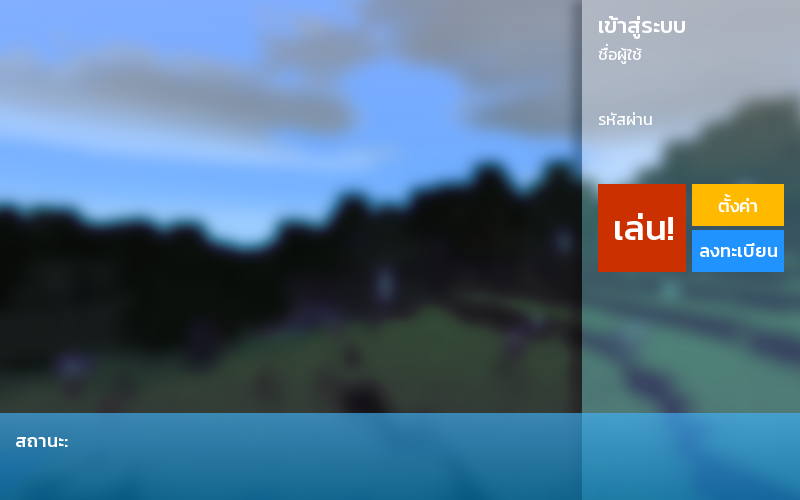 เข้าสู่ระบบ
ชื่อผู้ใช้
รหัสผ่าน
เล่น!
ตั้งค่า
ลงทะเบียน
สถานะ: